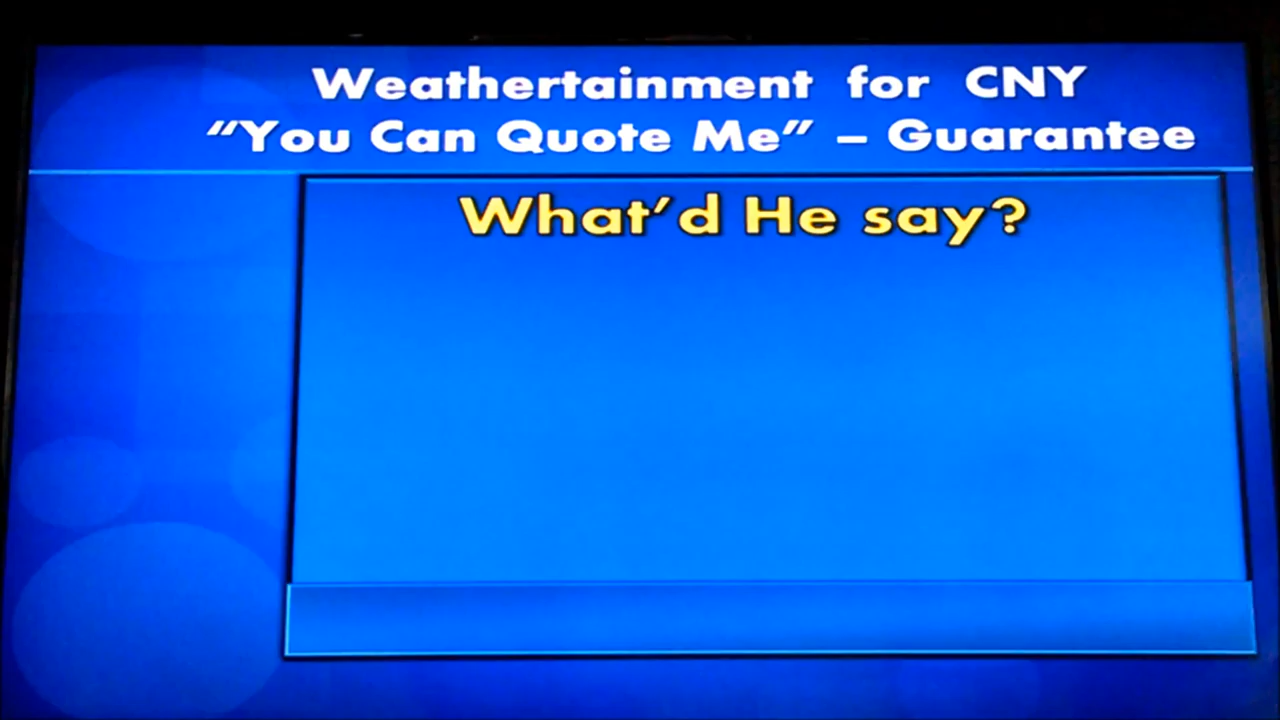 Weathertainment for CNY
“You Can Quote Me” – Guarantee
What’d He say?